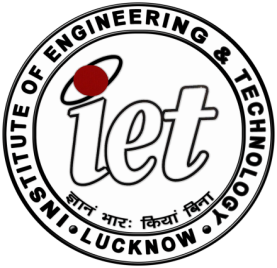 INSTITUTE OF ENGINEERING & TECHNOLOGY
iet
ज्ञानं भारः कियां बिना
• LUCKNOW •